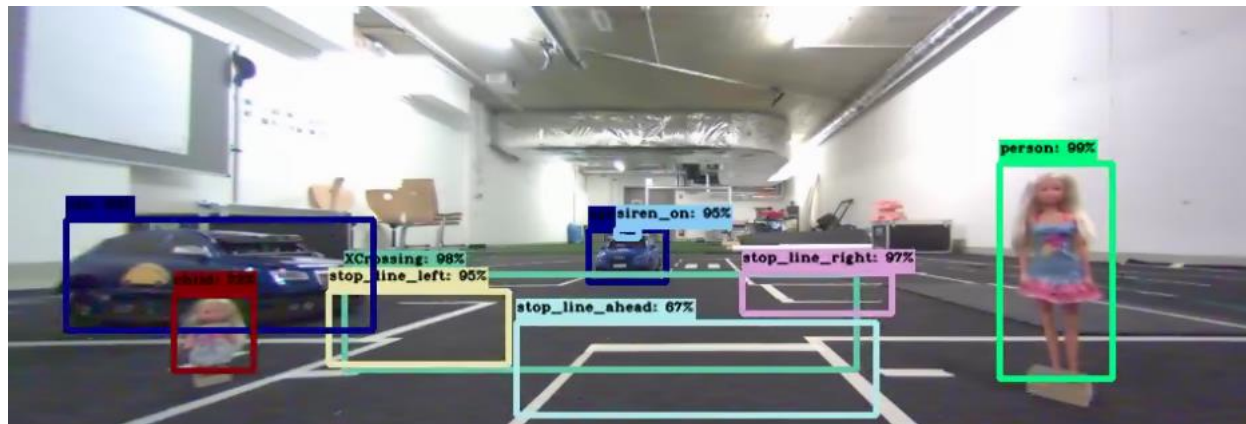 person: 99%
siren_on: 95%
XCrossing: 98%
stop_line_right: 97%
stop_line_left: 95%
stop_line_ahead: 67%